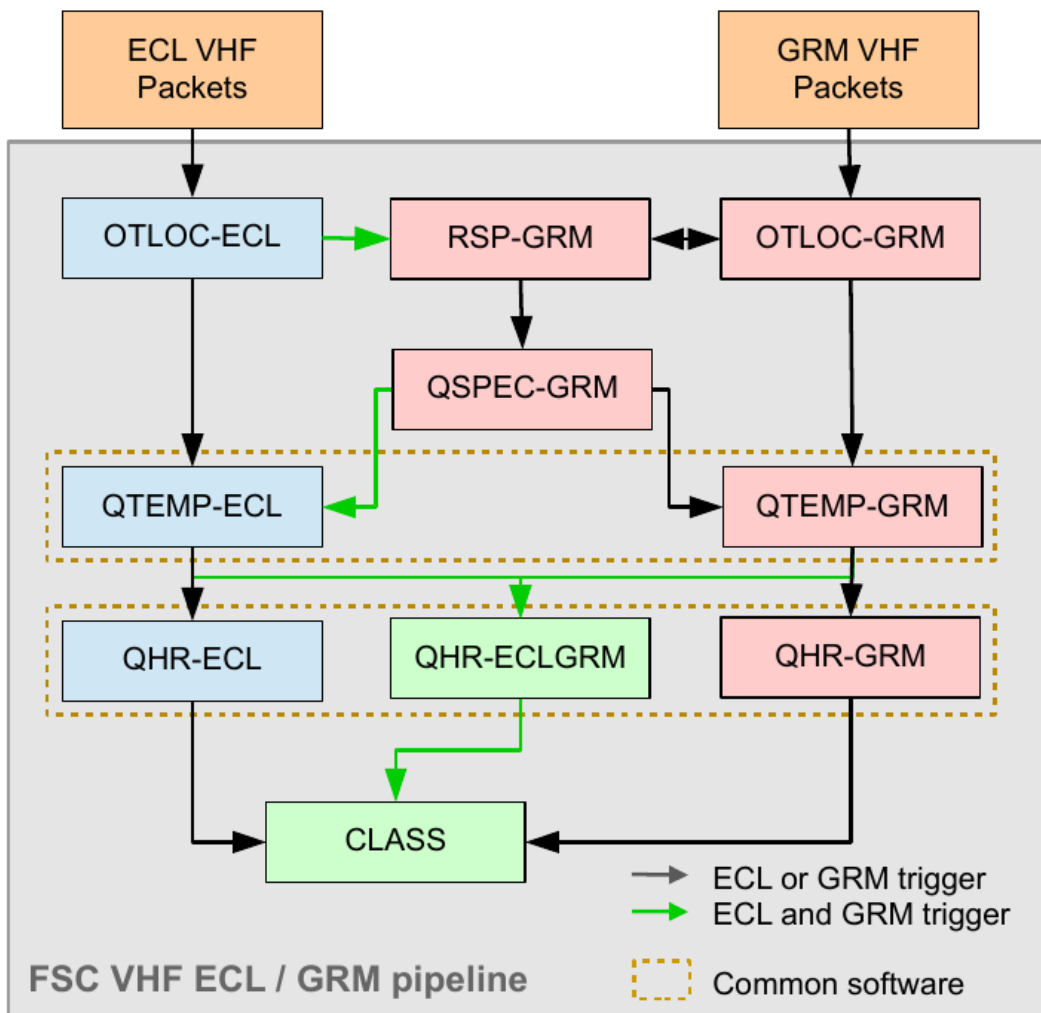 ECL VHF
Packets
GRM VHF
Packets
OTLOC-ECL
RSP-GRM
OTLOC-GRM
QSPEC-GRM
QTEMP-ECL
QTEMP-GRM
QHR-ECL
QHR-ECLGRM
QHR-GRM
CLASS
ECL or GRM trigger
ECL and GRM trigger
FSC VHF ECL / GRM pipeline
Common software